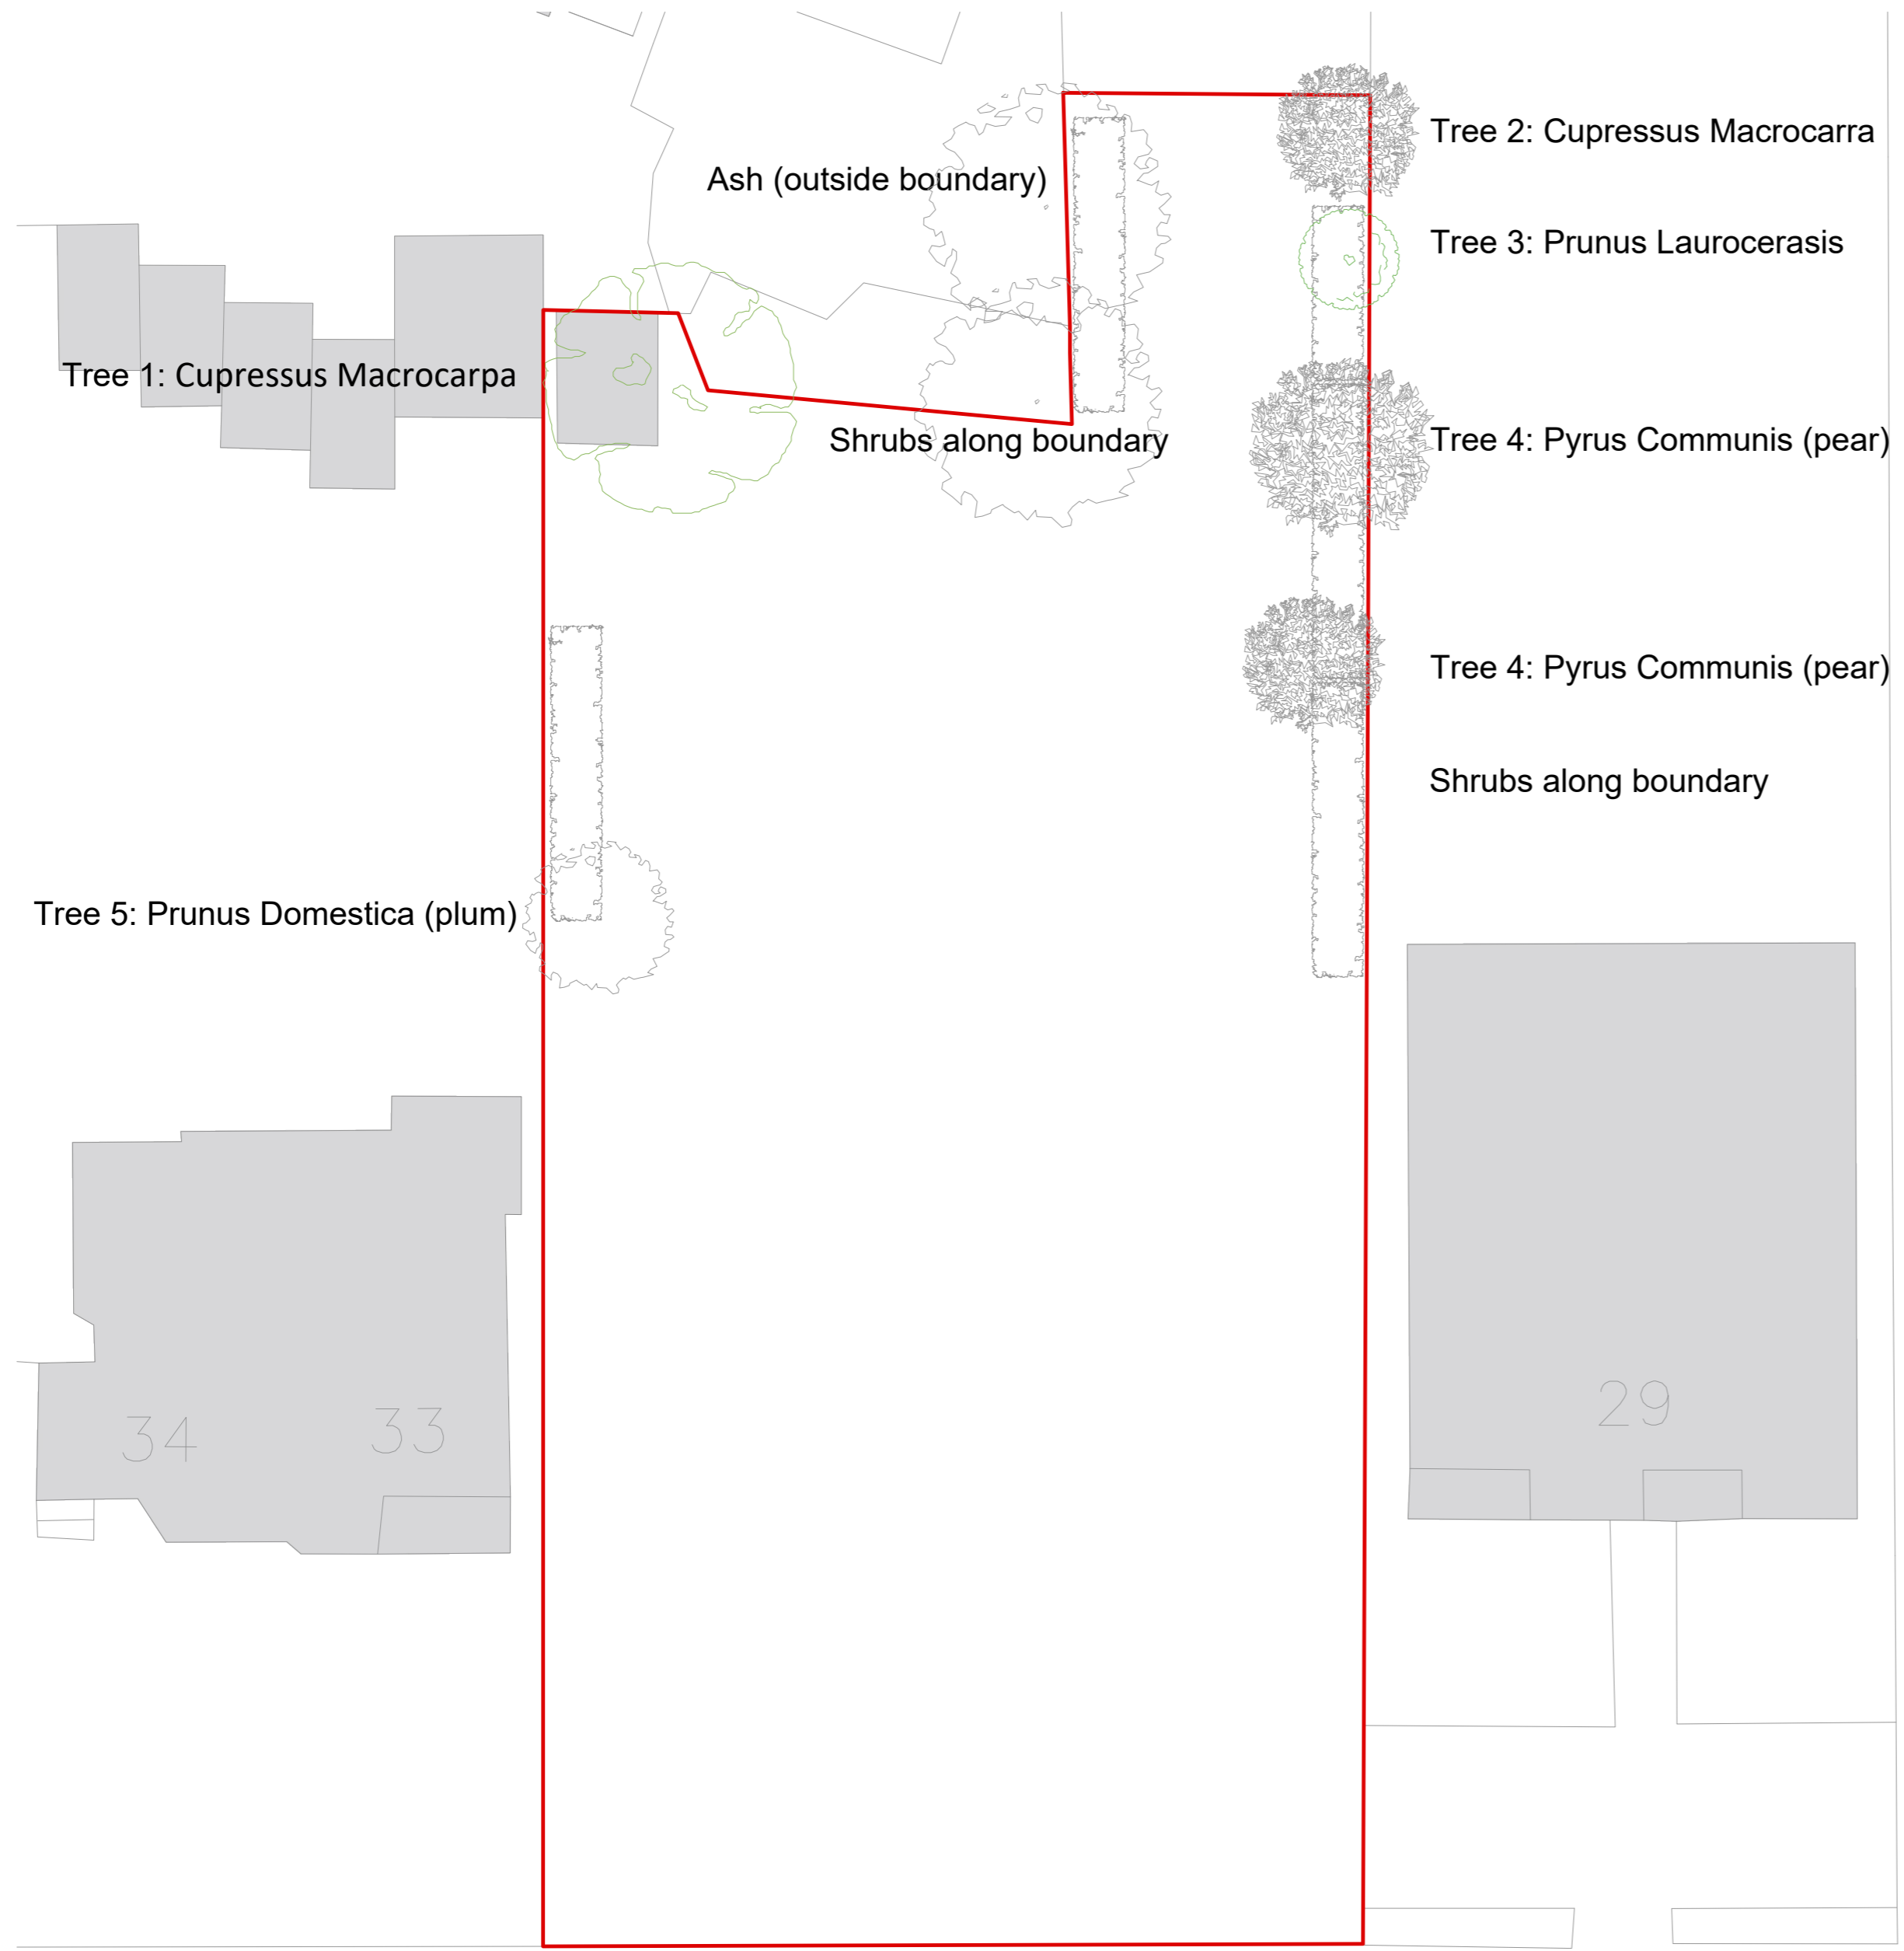 Tree 2: Cupressus Macrocarra
Ash (outside boundary)
Tree 3: Prunus Laurocerasis
Tree 1: Cupressus Macrocarpa
Shrubs along boundary
Tree 4: Pyrus Communis (pear)
Tree 4: Pyrus Communis (pear)
Shrubs along boundary
Tree 5: Prunus Domestica (plum)
34
33
29